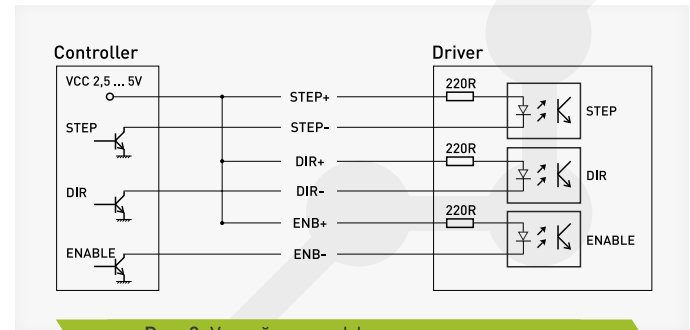 Controller
Driver
VCC 2,5 ... 5V
STEP+
220R
STEP
STEP-
STEP
DIR+
220R
DIR
DIR-
DIR
ENB+
220R
ENABLE
ENB-
ENABLE